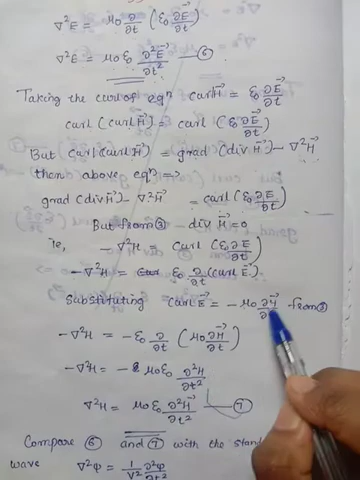 ∇²E = μ₀ ∂/∂t (ε₀ ∂E⃗/∂t)
∇²E = μ₀ε₀ ∂²E⃗/∂t² — ⑥
Taking the curl of eqⁿ curl H⃗ = ε₀ ∂E⃗/∂t
curl (curl H⃗) = curl (ε₀ ∂E⃗/∂t)
But curl(curl H⃗) = grad (div H⃗) - ∇²H⃗
then above eqⁿ ⇒
grad (div H⃗) - ∇²H⃗ = curl (ε₀ ∂E/∂t)
But from ③ div H⃗ = 0
ie, - ∇²H = curl (ε₀ ∂E⃗/∂t)
-∇²H⃗ = ε₀ ∂/∂t (curl E⃗).
Substituting curl E⃗ = - μ₀ ∂H⃗/∂ from
-∇²H = -ε₀ ∂/∂t (μ₀ ∂H⃗/∂t)
-∇²H = - μ₀ε₀ ∂²H/∂t²
∇²H = μ₀ε₀ ∂²H⃗/∂t² — ⑦
Compare ⑥ and ⑦ with the stand
wave ∇²φ = 1/V² ∂²φ/∂t²